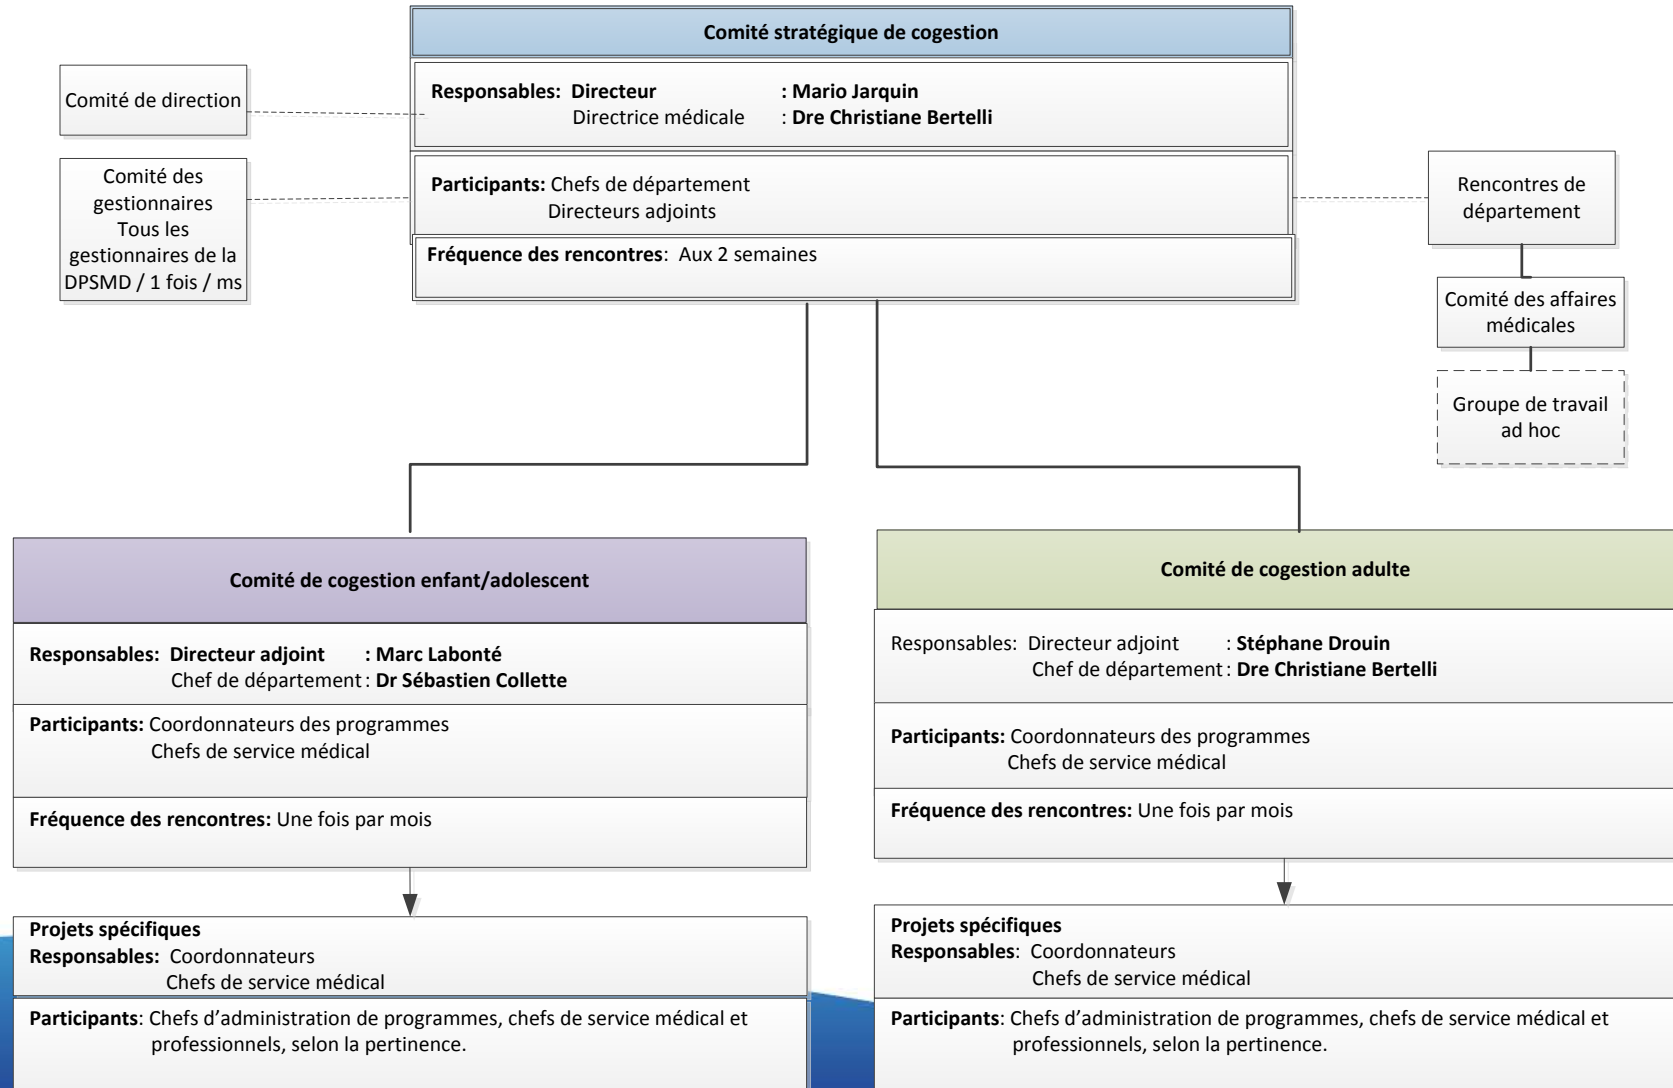 Comité stratégique de cogestion
Responsables: Directeur : Mario Jarquin
Directrice médicale : Dre Christiane Bertelli
Participants: Chefs de département
Directeurs adjoints
Fréquence des rencontres: Aux 2 semaines
Comité de direction
Comité des
gestionnaires
Tous les
gestionnaires de la
DPSMD / 1 fois / ms
Rencontres de
département
Comité des affaires
médicales
Groupe de travail
ad hoc
Comité de cogestion enfant/adolescent
Responsables: Directeur adjoint : Marc Labonté
Chef de département : Dr Sébastien Collette
Participants: Coordonnateurs des programmes
Chefs de service médical
Fréquence des rencontres: Une fois par mois
Projets spécifiques
Responsables: Coordonnateurs
Chefs de service médical
Participants: Chefs d’administration de programmes, chefs de service médical et
professionnels, selon la pertinence.
Comité de cogestion adulte
Responsables: Directeur adjoint : Stéphane Drouin
Chef de département : Dre Christiane Bertelli
Participants: Coordonnateurs des programmes
Chefs de service médical
Fréquence des rencontres: Une fois par mois
Projets spécifiques
Responsables: Coordonnateurs
Chefs de service médical
Participants: Chefs d’administration de programmes, chefs de service médical et
professionnels, selon la pertinence.